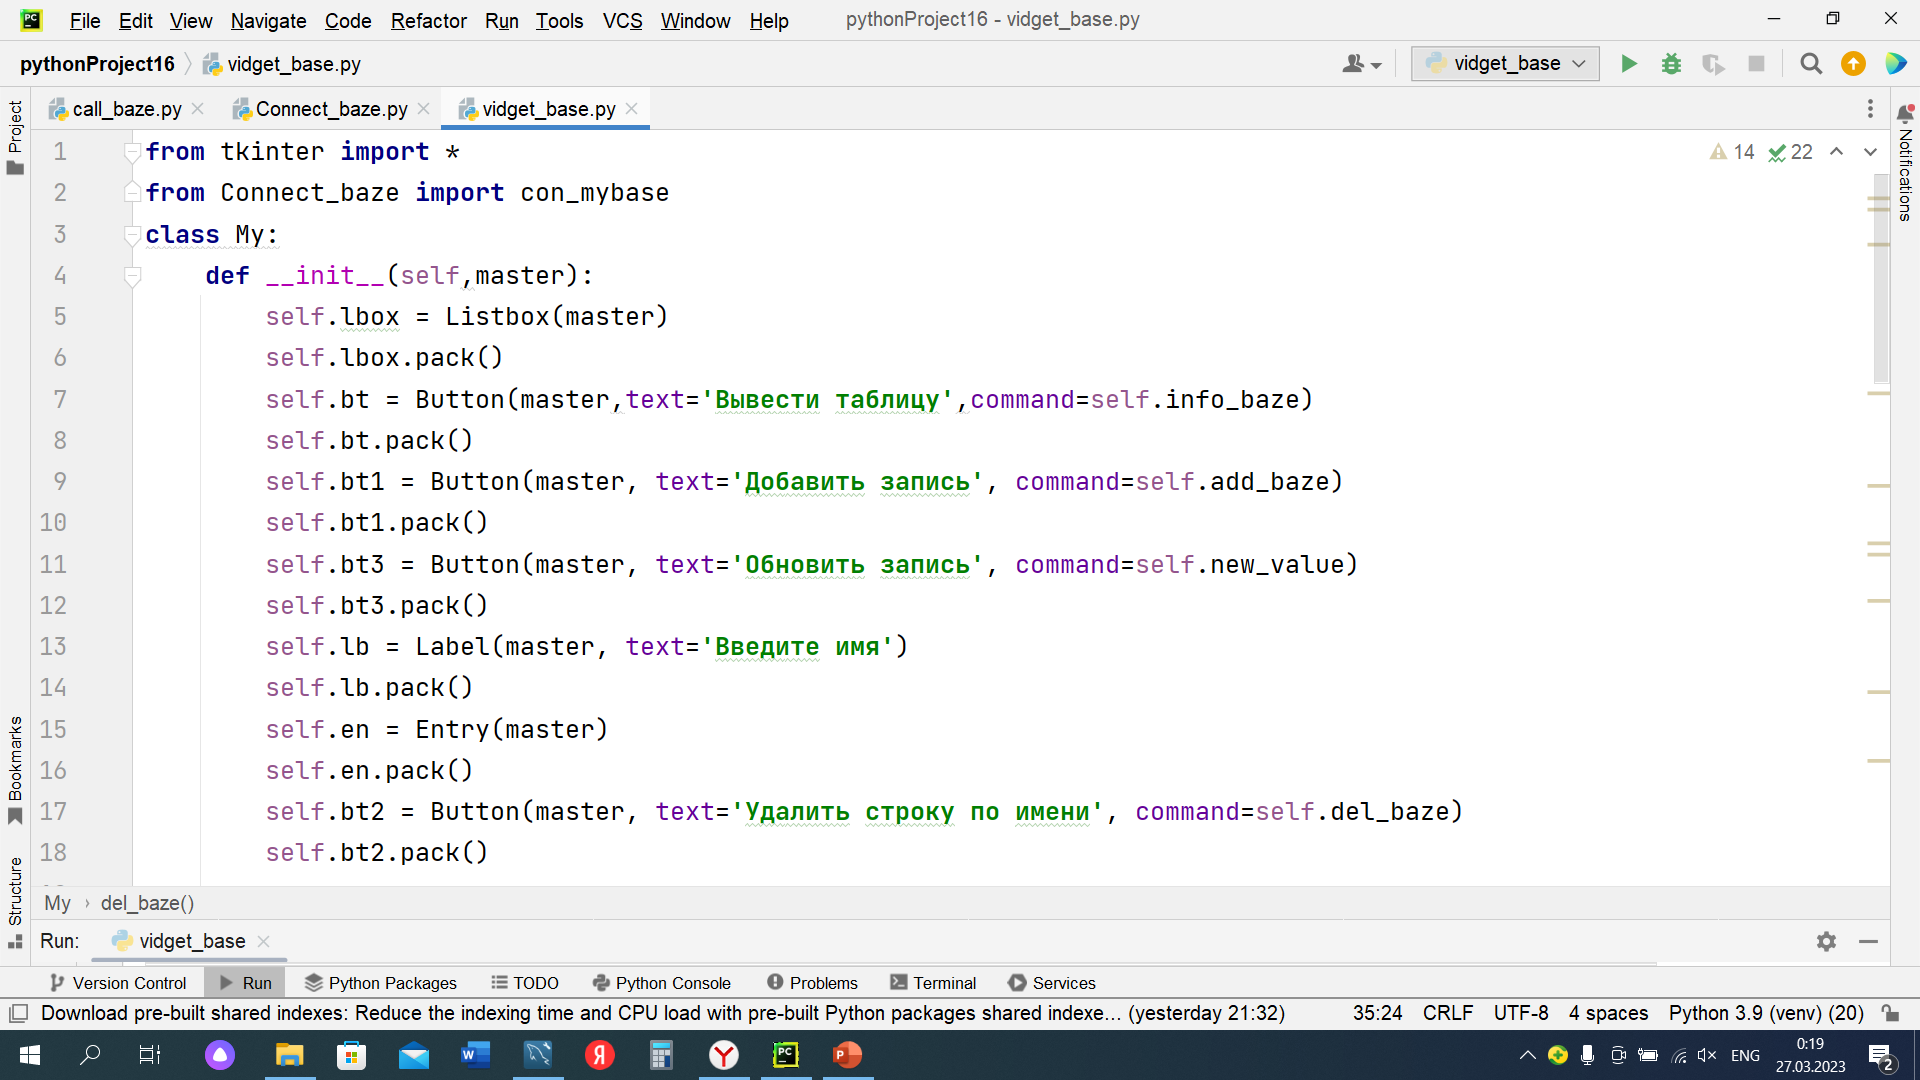 PC File Edit View Navigate Code Refactor Run Tools VCS Window Help pythonProject16 - vidget_base.py
pythonProject16 vidget_base.py vidget_base
call_baze.py Connect_baze.py vidget_base.py
Project
Notifications
Bookmarks
Structure
14 22
1 from tkinter import *
2 from Connect_baze import con_mybase
3 class My:
4 def __init__(self,master):
5 self.lbox = Listbox(master)
6 self.lbox.pack()
7 self.bt = Button(master,text='Вывести таблицу',command=self.info_baze)
8 self.bt.pack()
9 self.bt1 = Button(master, text='Добавить запись', command=self.add_baze)
10 self.bt1.pack()
11 self.bt3 = Button(master, text='Обновить запись', command=self.new_value)
12 self.bt3.pack()
13 self.lb = Label(master, text='Введите имя')
14 self.lb.pack()
15 self.en = Entry(master)
16 self.en.pack()
17 self.bt2 = Button(master, text='Удалить строку по имени', command=self.del_baze)
18 self.bt2.pack()
My › del_baze()
Run: vidget_base
Version Control Run Python Packages TODO Python Console Problems Terminal Services
Download pre-built shared indexes: Reduce the indexing time and CPU load with pre-built Python packages shared indexe... (yesterday 21:32) 35:24 CRLF UTF-8 4 spaces Python 3.9 (venv) (20)
W Я Y PC P ENG 0:19
27.03.2023 2